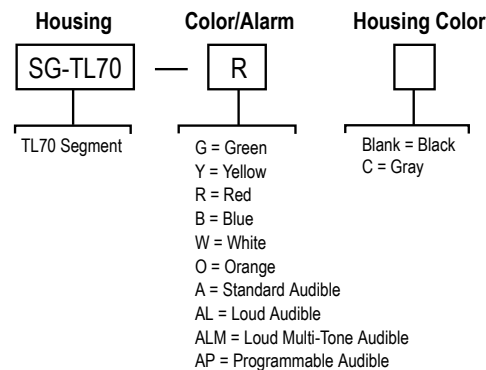 Housing Color/Alarm Housing Color
SG-TL70 — R
TL70 Segment
G = Green
Y = Yellow
R = Red
B = Blue
W = White
O = Orange
A = Standard Audible
AL = Loud Audible
ALM = Loud Multi-Tone Audible
AP = Programmable Audible
Blank = Black
C = Gray